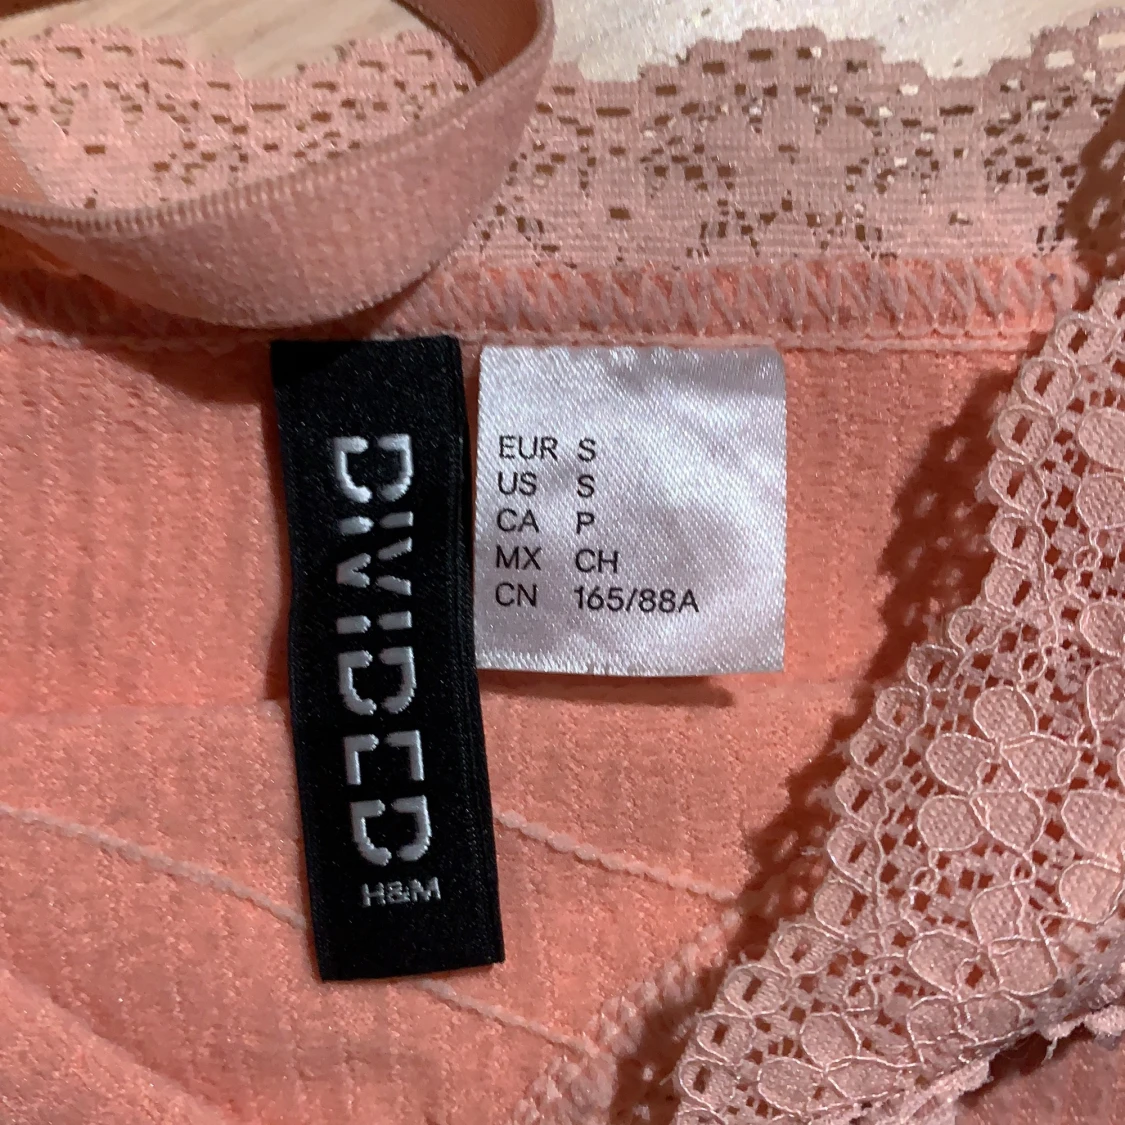 DIVIDED
H&M
EUR S
US S
CA P
MX CH
CN 165/88A